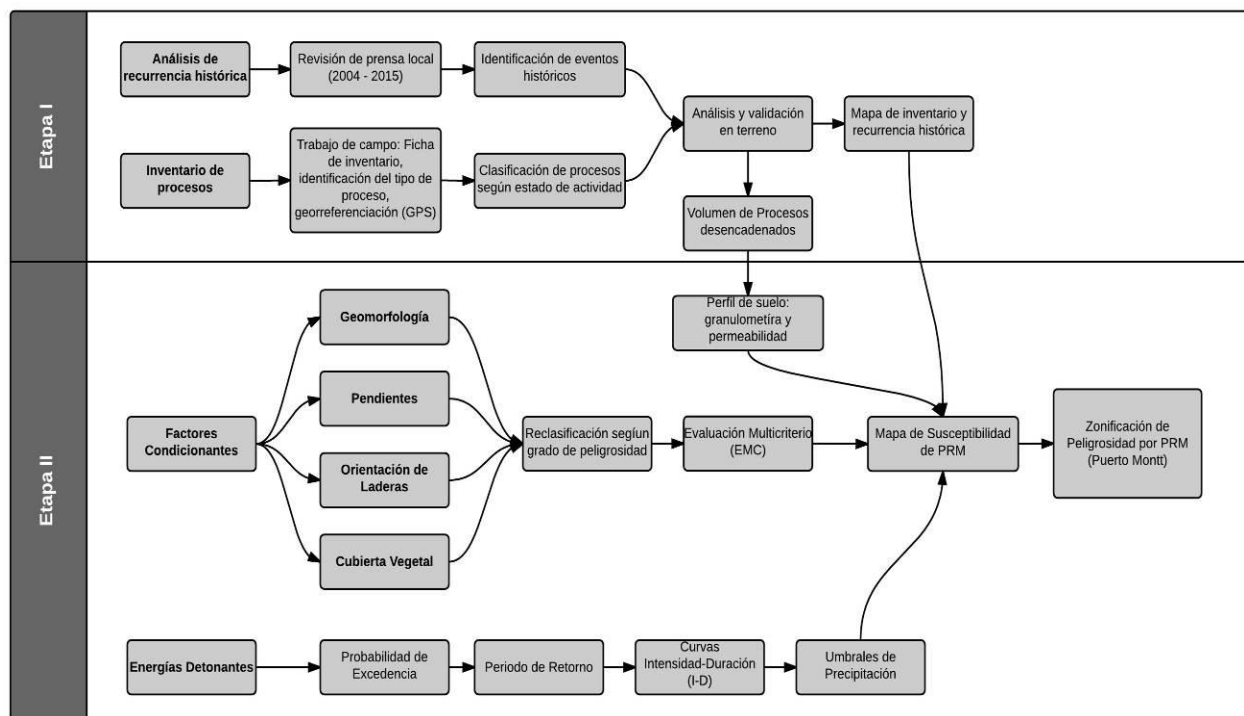 Etapa I
Análisis de
recurrencia histórica
Revisión de prensa local
(2004 - 2015)
Identificación de eventos
históricos
Inventario de
procesos
Trabajo de campo: Ficha
de inventario,
identificación del tipo de
proceso,
georreferenciación (GPS)
Clasificación de procesos
según estado de actividad
Análisis y validación
en terreno
Mapa de inventario y
recurrencia histórica
Volumen de Procesos
desencadenados
Etapa II
Perfil de suelo:
granulometíra y
permeabilidad
Factores
Condicionantes
Geomorfología
Pendientes
Orientación de
Laderas
Cubierta Vegetal
Reclasificación segíun
grado de peligrosidad
Evaluación Multicriterio
(EMC)
Mapa de Susceptibilidad
de PRM
Zonificación de
Peligrosidad por PRM
(Puerto Montt)
Energías Detonantes
Probabilidad de
Excedencia
Periodo de Retorno
Curvas
Intensidad-Duración
(I-D)
Umbrales de
Precipitación